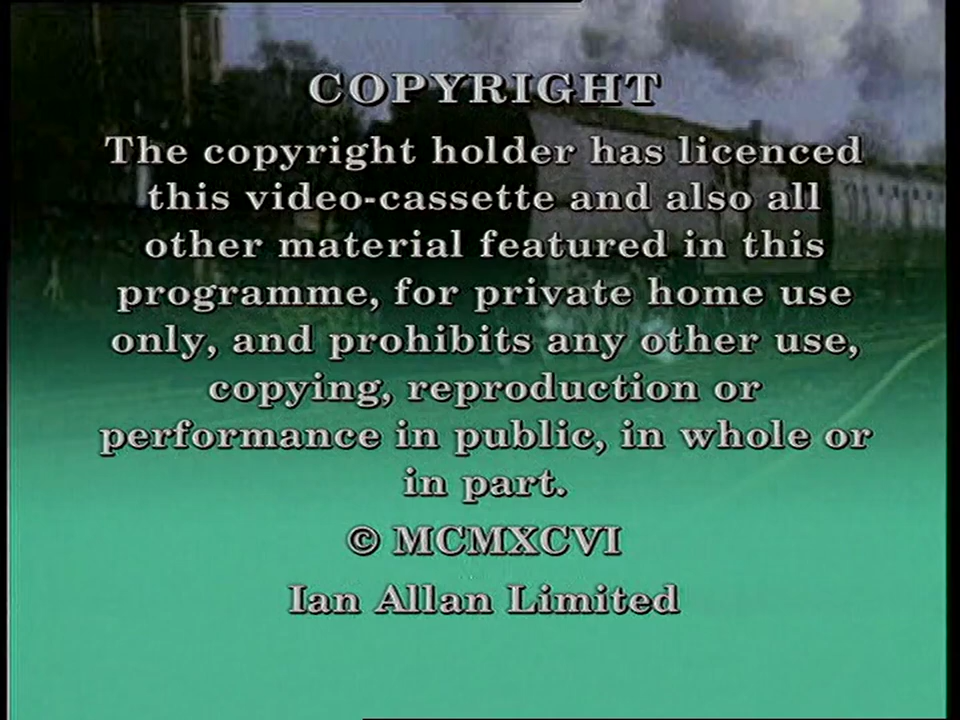 COPYRIGHT
The copyright holder has licenced
this video-cassette and also all
other material featured in this
programme, for private home use
only, and prohibits any other use,
copying, reproduction or
performance in public, in whole or
in part.
© MCMXCVI
Ian Allan Limited